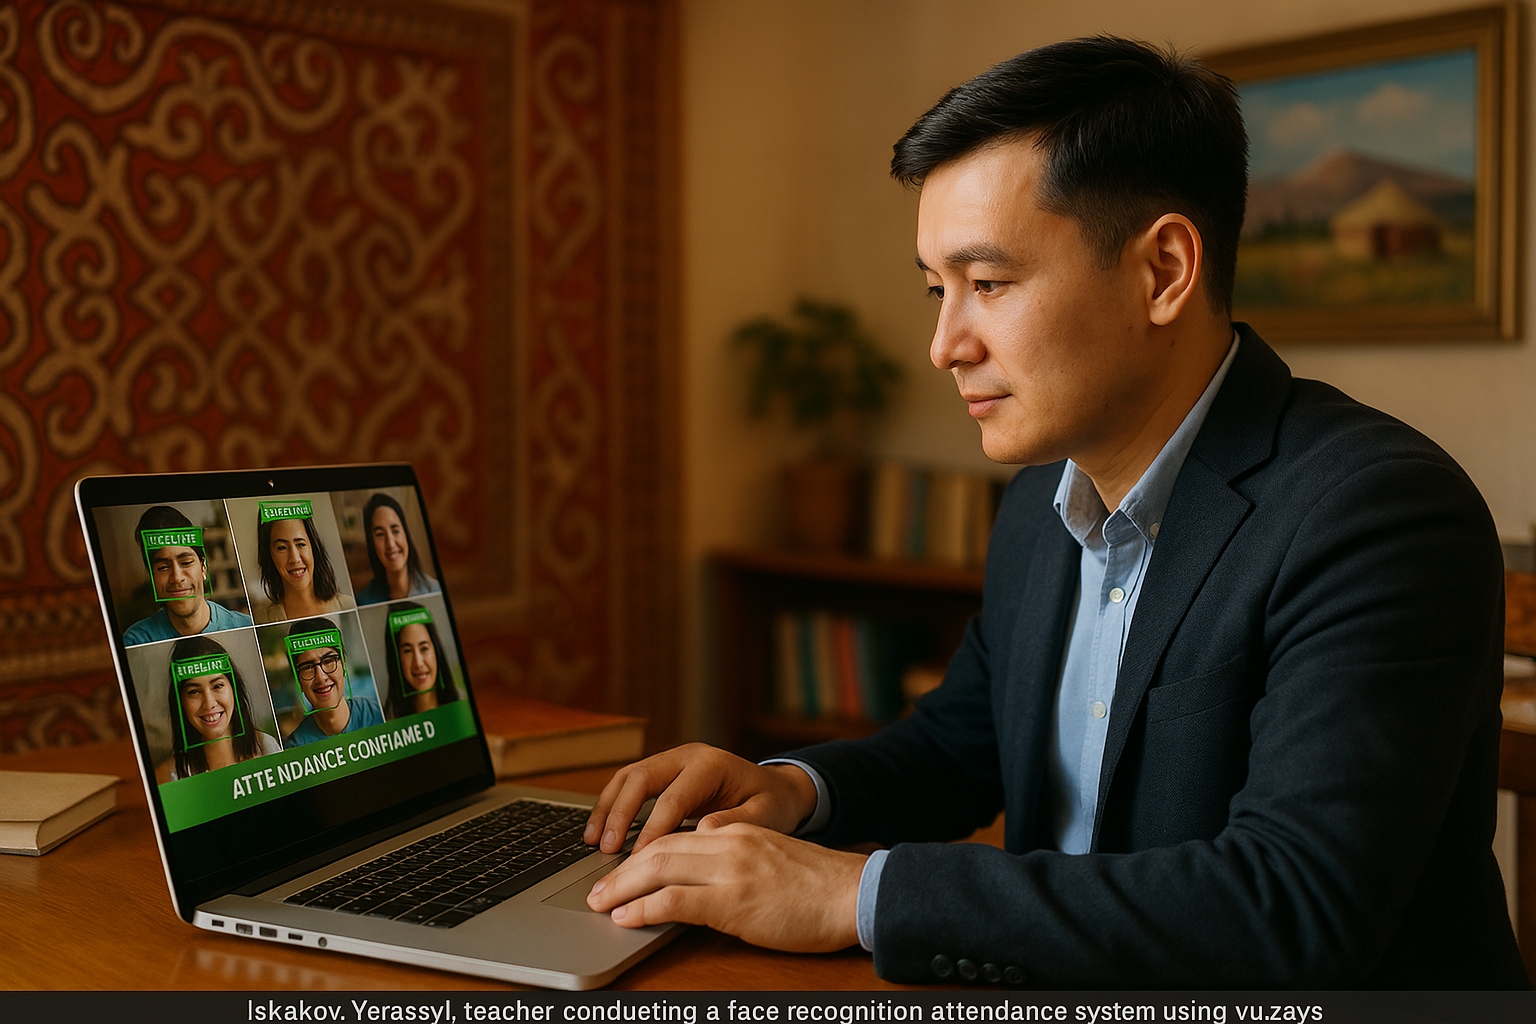 ATTE NDANCE CONFIAME D
Iskakov. Yerassyl, teacher condueting a face recognition attendance system using vu.zays